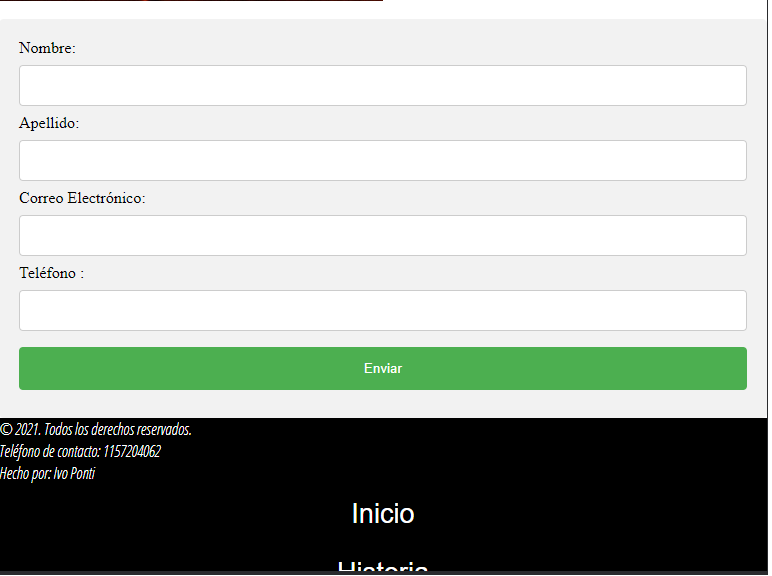 Nombre:
Apellido:
Correo Electrónico:
Teléfono :
Enviar
© 2021. Todos los derechos reservados.
Teléfono de contacto: 1157204062
Hecho por: Ivo Ponti
Inicio
Historia